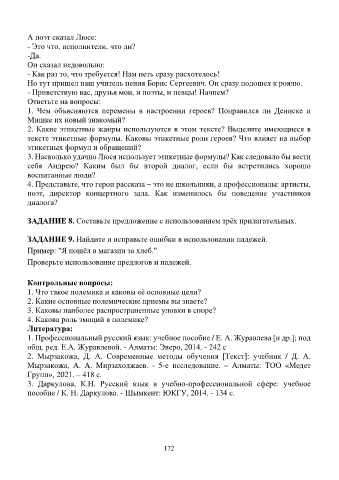 А поэт сказал Люсе:
- Это что, исполнители, что ли?
-Да.
Он сказал недовольно:
- Как раз то, что требуется! Нам петь сразу расхотелось!
Но тут пришел наш учитель пения Борис Сергеевич. Он сразу подошел к роялю.
- Приветствую вас, друзья мои, и поэты, и певцы! Начнем?
Ответьте на вопросы:
1. Чем объясняются перемены в настроении героев? Понравился ли Дениске и
Мишке их новый знакомый?
2. Какие этикетные жанры используются в этом тексте? Выделите имеющиеся в
тексте этикетные формулы. Каковы этикетные роли героев? Что влияет на выбор
этикетных формул и обращений?
3. Насколько удачно Люся использует этикетные формулы? Как следовало бы вести
себя Андрею? Каким был бы второй диалог, если бы встретились хорошо
воспитанные люди?
4. Представьте, что герои рассказа – это не школьники, а профессионалы: артисты,
поэт, директор концертного зала. Как изменилось бы поведение участников
диалога?
ЗАДАНИЕ 8. Составьте предложение с использованием трёх прилагательных.
ЗАДАНИЕ 9. Найдите и исправьте ошибки в использовании падежей.
Пример: "Я пошёл в магазин за хлеб."
Проверьте использование предлогов и падежей.
Контрольные вопросы:
1. Что такое полемика и каковы её основные цели?
2. Какие основные полемические приемы вы знаете?
3. Каковы наиболее распространенные уловки в споре?
4. Какова роль эмоций в полемике?
Литература:
1. Профессиональный русский язык: учебное пособие / Е. А. Журавлева [и др.]; под
общ. ред. Е.А. Журавлевой. - Алматы: Эверо, 2014. - 242 с
2. Мырзакожа, Д. А. Современные методы обучения [Текст]: учебник / Д. А.
Мырзакожа, А. А. Мирзаходжаев. - 5-е исследование. – Алматы: ТОО «Медет
Групп», 2021. – 418 с.
3. Даркулова, К.Н. Русский язык в учебно-профессиональной сфере: учебное
пособие / К. Н. Даркулова. - Шымкент: ЮКГУ, 2014. - 134 с.
172